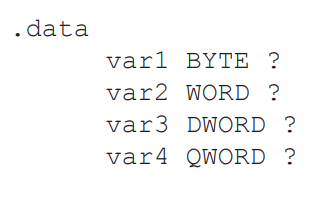 .data
var1 BYTE ?
var2 WORD ?
var3 DWORD ?
var4 QWORD ?